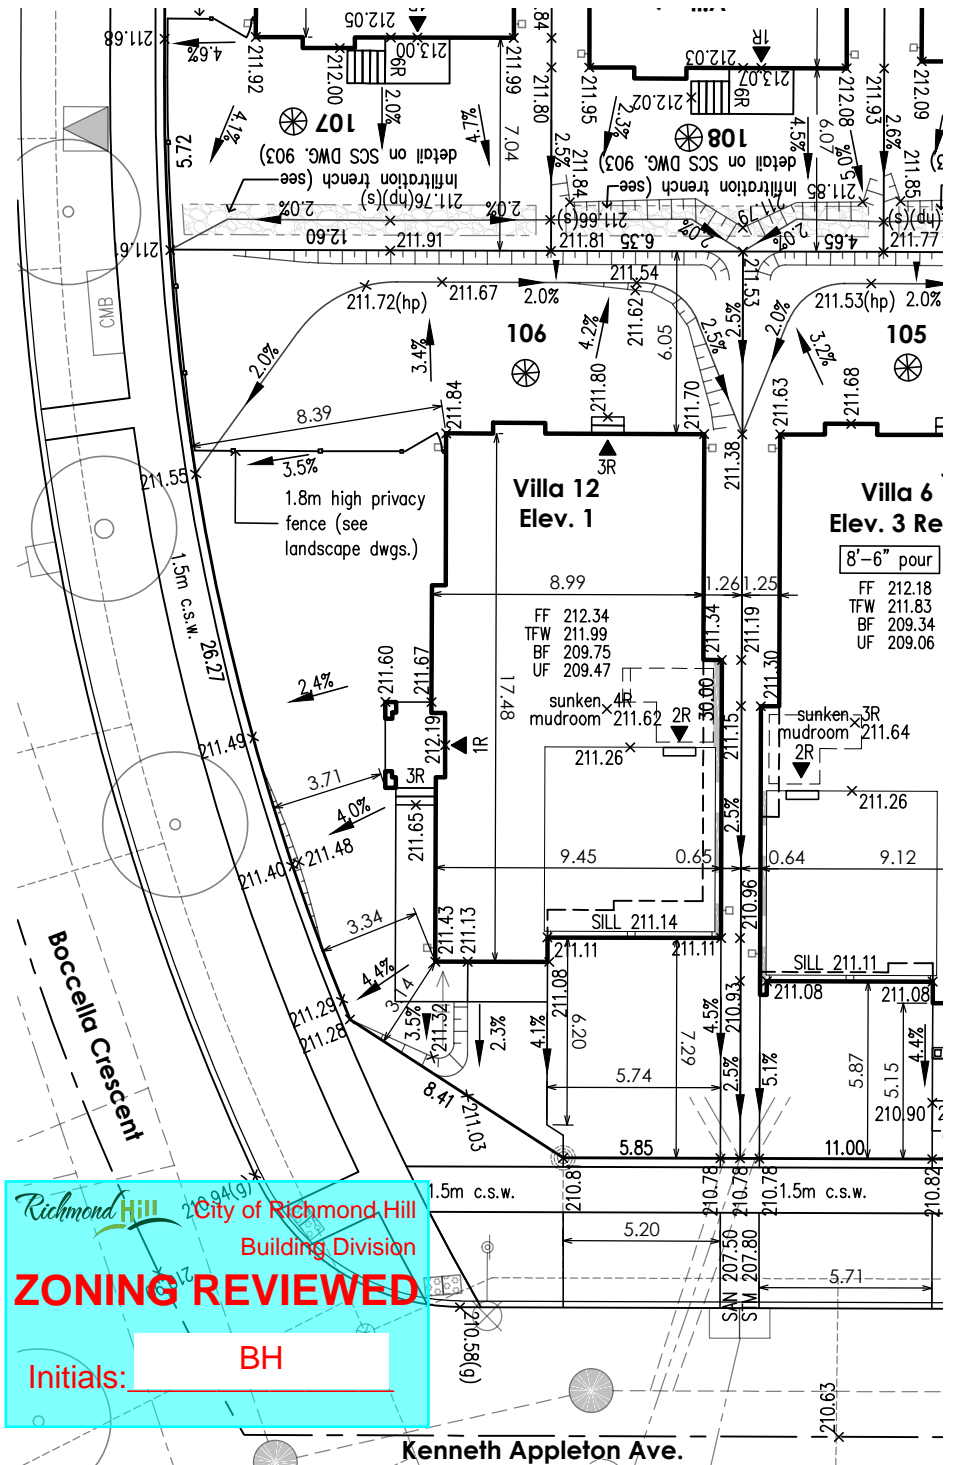 212.05
15
213.00
211.68
4.6%
211.92
212.00
6R
2.0%
211.99
211.80
.84
Vill
1R
212.03
213.07
6R
211.95
212.02
2.3%
4.5%
6.07
212.08
211.93
2.6%
212.09
4.1%
5.72
107
4.7%
7.04
2.5%
108
5.0%
Infiltration trench (see
detail on SCS DWG. 903)
211.76(hp)(s)
2.0%
2.0%
211.84
Infiltration trench (see
detail on SCS DWG. 903)
211.66(s)
211.79
211.85
211.85
(hp)(s)
2.0%
2.0%
211.6
12.60
211.61
211.81
6.35
4.65
211.77
211.54
211.53
CMB
211.72(hp)
211.67
2.0%
211.62
6.05
2.5%
2.5%
2.0%
211.53(hp)
2.0%
106
4.2%
105
3.4%
3.2%
2.0%
211.84
211.80
211.70
211.63
211.68
8.39
3R
211.38
211.55
3.5%
1.8m high privacy
fence (see
landscape dwgs.)
Villa 12
Elev. 1
Villa 6
Elev. 3 Re
8'-6" pour
1.5m c.s.w.
26.27
8.99
1.26
1.25
FF 212.34
TFW 211.99
BF 209.75
UF 209.47
FF 212.18
TFW 211.83
BF 209.34
UF 209.06
211.34
211.19
211.60
211.67
2.4%
17.48
30.00
211.30
sunken
mudroom
4R
211.62
2R
211.15
sunken
mudroom
3R
211.64
2R
211.49
212.19
1R
211.26
211.26
3.71
3R
4.0%
211.65
2.5%
211.40
211.48
9.45
0.65
0.64
9.12
3.34
211.43
211.13
SILL 211.14
210.96
211.11
211.11
SILL 211.11
Boccella Crescent
4.4%
3.14
211.08
211.08
211.08
211.29
211.28
3.5%
211.32
2.3%
4.1%
6.20
7.29
4.5%
210.93
4.4%
5.87
5.15
5.74
2.5%
5.1%
8.41
211.03
210.90
5.85
11.00
210.8
210.78
210.78
210.78
210.82
1.5m c.s.w.
1.5m c.s.w.
210.94(g)
Richmond Hill
City of Richmond Hill
Building Division
ZONING REVIEWED
Initials:
BH
5.20
SAN 207.50
STM 207.80
5.71
210.58(g)
210.63
Kenneth Appleton Ave.